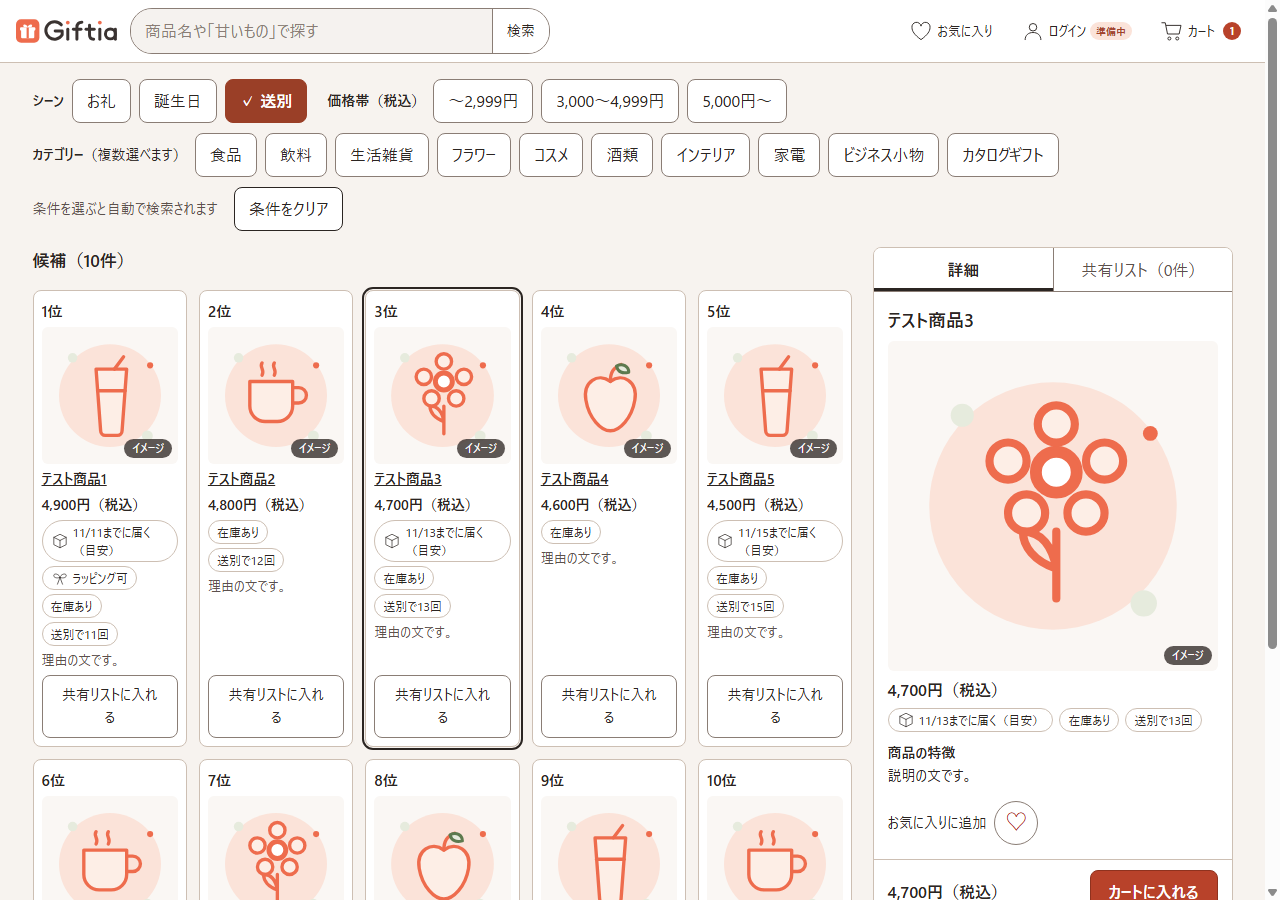 Giftia
商品名や「甘いもの」で探す
検索
お気に入り
ログイン 準備中
カート 1
シーン お礼 誕生日 ✓ 送別 価格帯（税込） 〜2,999円 3,000〜4,999円 5,000円〜
カテゴリー（複数選べます） 食品 飲料 生活雑貨 フラワー コスメ 酒類 インテリア 家電 ビジネス小物 カタログギフト
条件を選ぶと自動で検索されます 条件をクリア
候補（10件）
1位
イメージ
テスト商品1
4,900円（税込）
11/11までに届く
（目安）
ラッピング可
在庫あり
送別で11回
理由の文です。
共有リストに入れ
る
2位
イメージ
テスト商品2
4,800円（税込）
在庫あり
送別で12回
理由の文です。
共有リストに入れ
る
3位
イメージ
テスト商品3
4,700円（税込）
11/13までに届く
（目安）
在庫あり
送別で13回
理由の文です。
共有リストに入れ
る
4位
イメージ
テスト商品4
4,600円（税込）
在庫あり
理由の文です。
共有リストに入れ
る
5位
イメージ
テスト商品5
4,500円（税込）
11/15までに届く
（目安）
在庫あり
送別で15回
理由の文です。
共有リストに入れ
る
6位
7位
8位
9位
10位
詳細
共有リスト（0件）
テスト商品3
イメージ
4,700円（税込）
11/13までに届く（目安） 在庫あり 送別で13回
商品の特徴
説明の文です。
お気に入りに追加
4,700円（税込）
カートに入れる